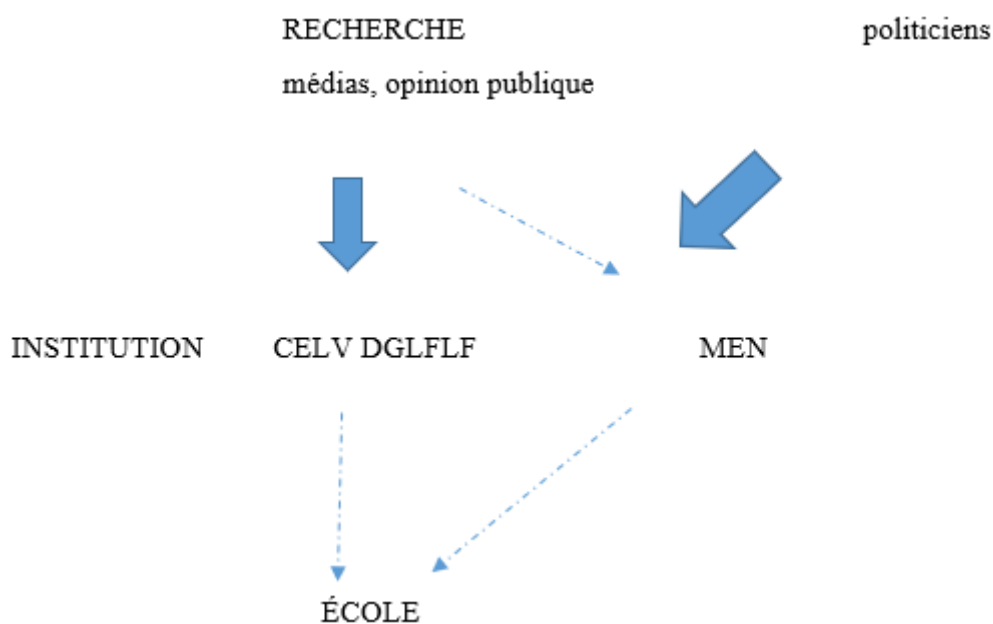 RECHERCHE politiciens
médias, opinion publique
INSTITUTION CELV DGLFLF MEN
ÉCOLE